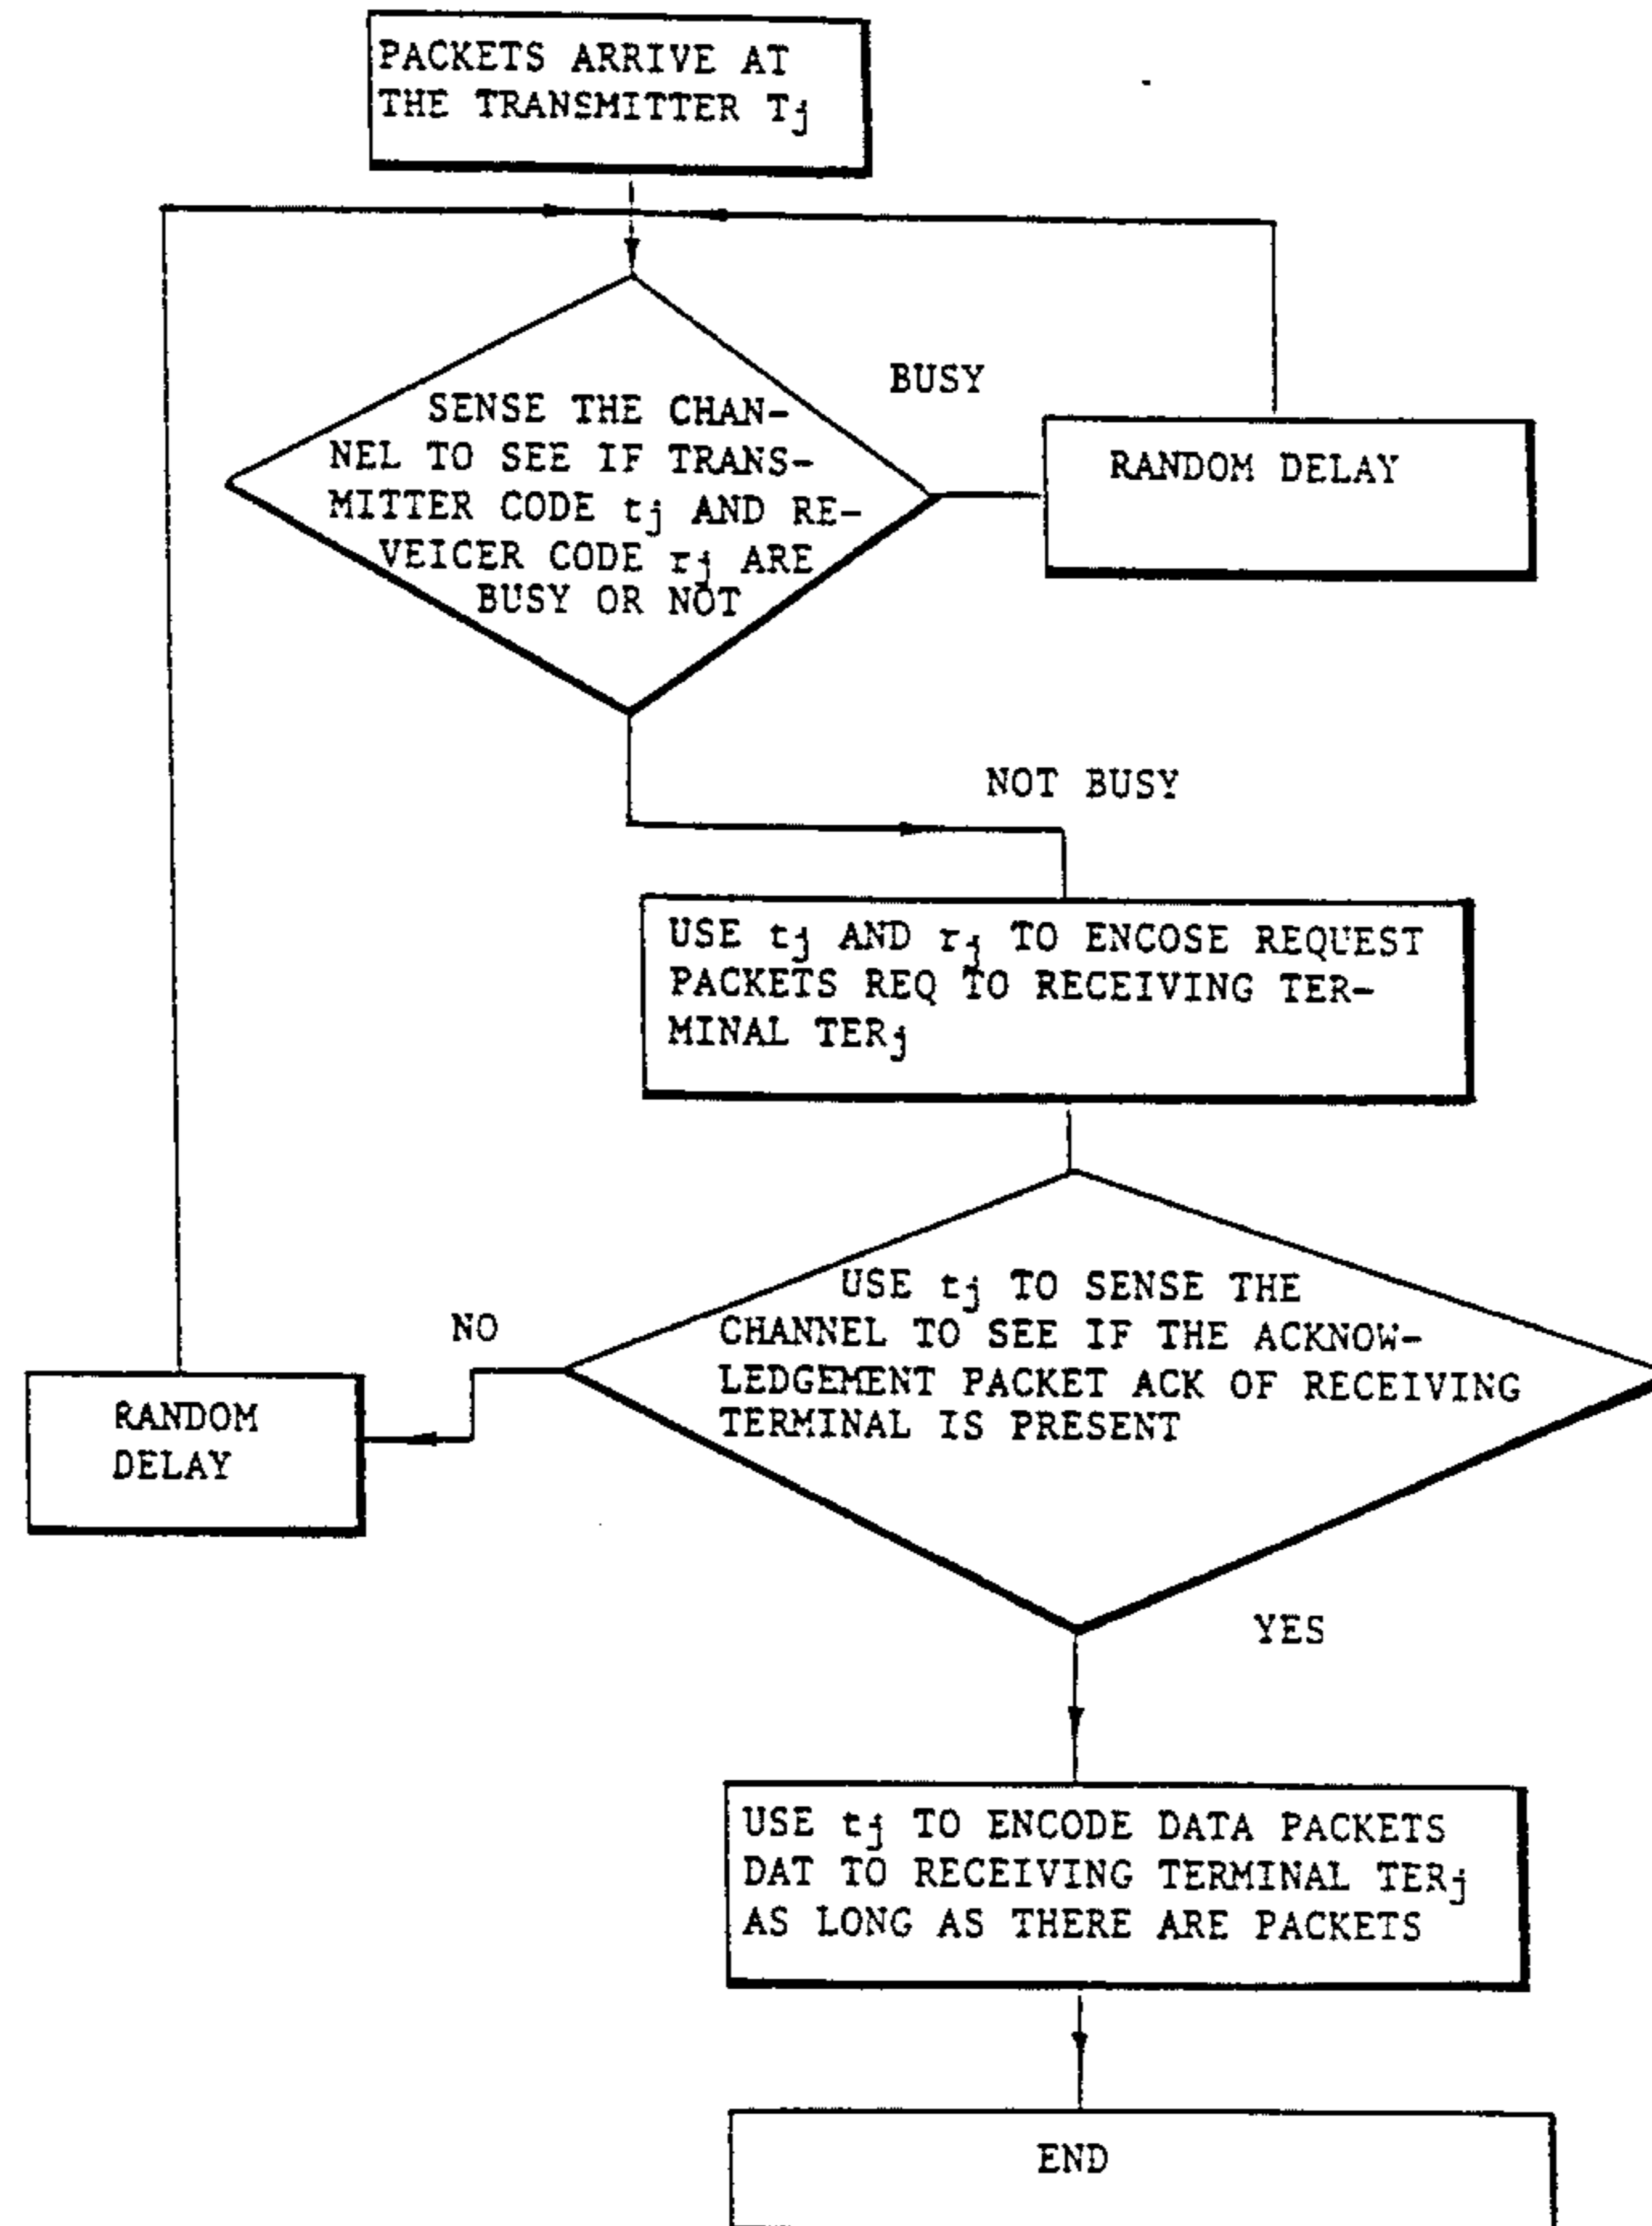 PACKETS ARRIVE AT
THE TRANSMITTER Tj
SENSE THE CHAN-
NEL TO SEE IF TRANS-
MITTER CODE tj AND RE-
VEICER CODE rj ARE
BUSY OR NOT
BUSY
RANDOM DELAY
NOT BUSY
USE tj AND rj TO ENCOSE REQUEST
PACKETS REQ TO RECEIVING TER-
MINAL TERj
USE tj TO SENSE THE
CHANNEL TO SEE IF THE ACKNOW-
LEDGEMENT PACKET ACK OF RECEIVING
TERMINAL IS PRESENT
NO
RANDOM
DELAY
YES
USE tj TO ENCODE DATA PACKETS
DAT TO RECEIVING TERMINAL TERj
AS LONG AS THERE ARE PACKETS
END